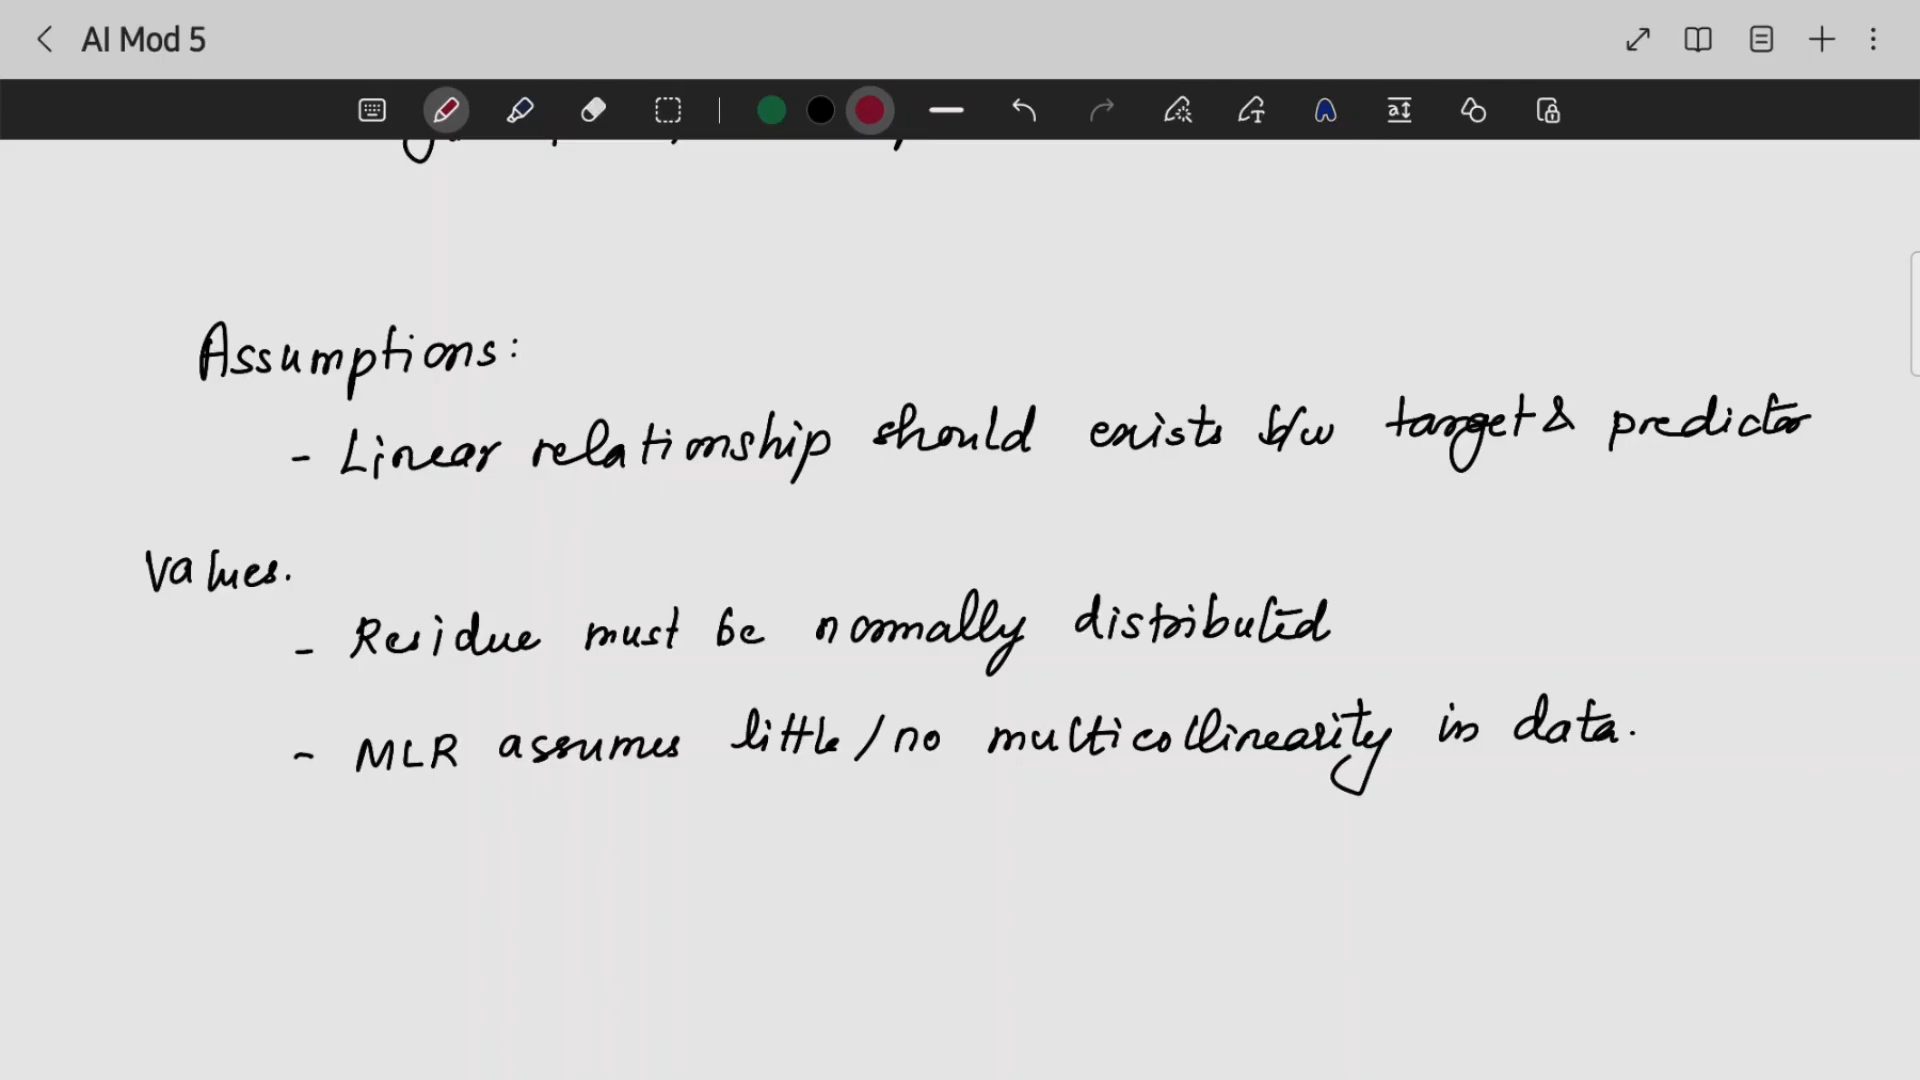 AI Mod 5
Assumptions:
- Linear relationship should exists b/w target & predictor
values.
- Residue must be normally distributed
- MLR assumes little/no multicollinearity in data.